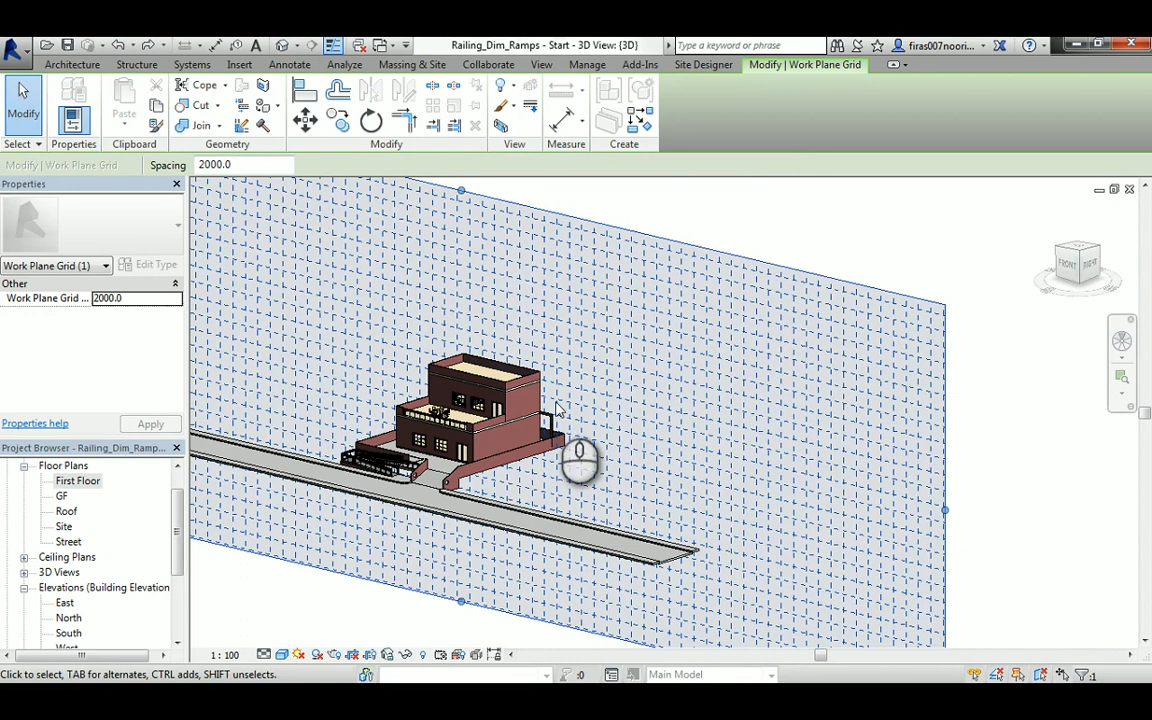 Railing_Dim_Ramps - Start - 3D View: {3D}
Type a keyword or phrase
firas007noori...
Architecture Structure Systems Insert Annotate Analyze Massing & Site Collaborate View Manage Add-Ins Site Designer Modify | Work Plane Grid
Modify
Paste
Cope
Cut
Join
Select Properties Clipboard Geometry Modify View Measure Create
Modify | Work Plane Grid Spacing 2000.0
Properties
Work Plane Grid (1) Edit Type
Other
Work Plane Grid ... 2000.0
Properties help Apply
Project Browser - Railing_Dim_Ramp...
Floor Plans
First Floor
GF
Roof
Site
Street
Ceiling Plans
3D Views
Elevations (Building Elevation
East
North
South
West
FRONT RIGHT
1 : 100
Click to select, TAB for alternates, CTRL adds, SHIFT unselects.
:0
Main Model
:1